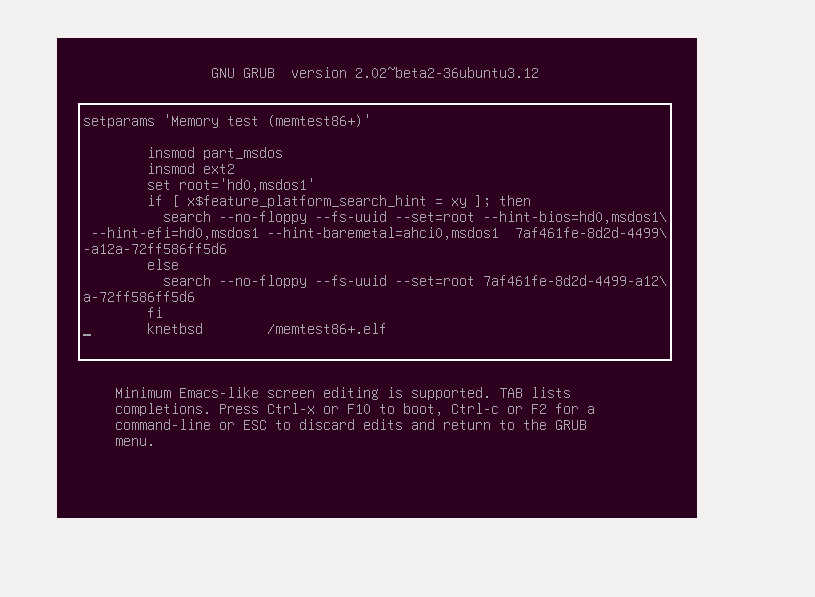 GNU GRUB  version 2.02~beta2-36ubuntu3.12
setparams 'Memory test (memtest86+)'
insmod part_msdos
insmod ext2
set root='hd0,msdos1'
if [ x$feature_platform_search_hint = xy ]; then
search --no-floppy --fs-uuid --set=root --hint-bios=hd0,msdos1\
--hint-efi=hd0,msdos1 --hint-baremetal=ahci0,msdos1  7af461fe-8d2d-4499\
-a12a-72ff586ff5d6
else
search --no-floppy --fs-uuid --set=root 7af461fe-8d2d-4499-a12\
a-72ff586ff5d6
fi
_       knetbsd        /memtest86+.elf
Minimum Emacs-like screen editing is supported. TAB lists
completions. Press Ctrl-x or F10 to boot, Ctrl-c or F2 for a
command-line or ESC to discard edits and return to the GRUB
menu.